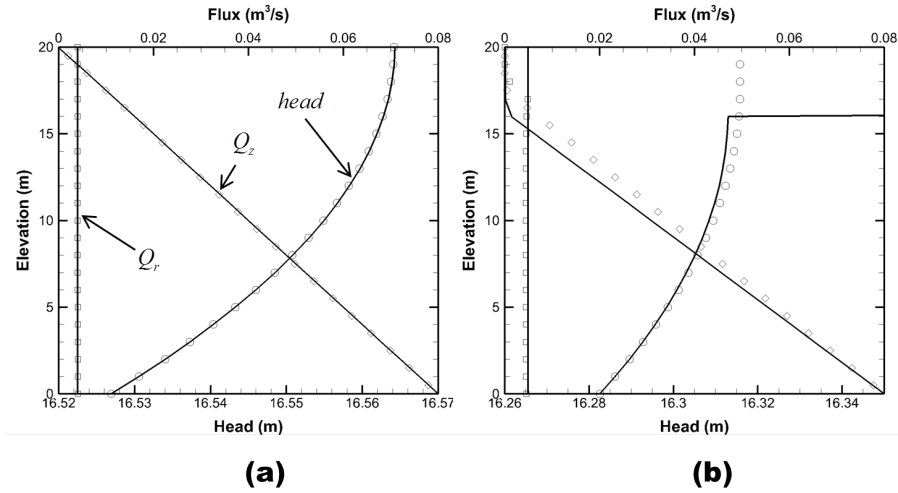 Flux (m³/s)
0 0.02 0.04 0.06 0.08
20
15
10
5
0
Elevation (m)
head
Q_z
Q_r
16.52 16.53 16.54 16.55 16.56 16.57
Head (m)
(a)
Flux (m³/s)
0 0.02 0.04 0.06 0.08
20
15
10
5
0
Elevation (m)
16.26 16.28 16.3 16.32 16.34
Head (m)
(b)